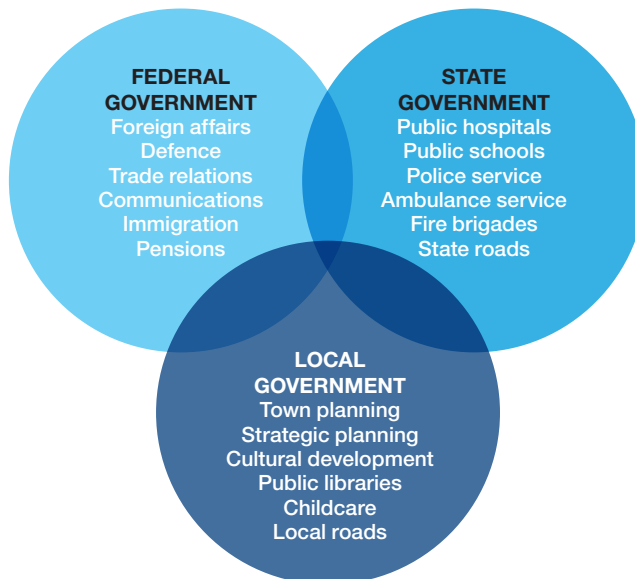 FEDERAL
GOVERNMENT
Foreign affairs
Defence
Trade relations
Communications
Immigration
Pensions
STATE
GOVERNMENT
Public hospitals
Public schools
Police service
Ambulance service
Fire brigades
State roads
LOCAL
GOVERNMENT
Town planning
Strategic planning
Cultural development
Public libraries
Childcare
Local roads